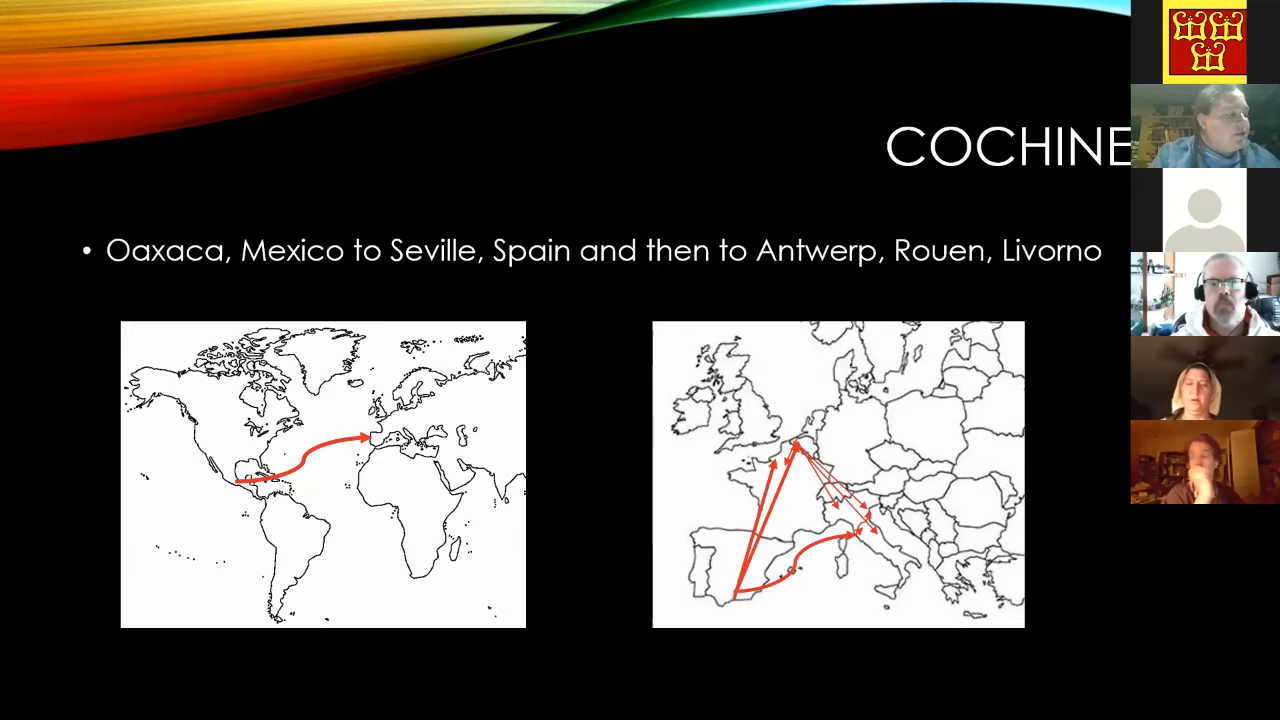 COCHINE
• Oaxaca, Mexico to Seville, Spain and then to Antwerp, Rouen, Livorno